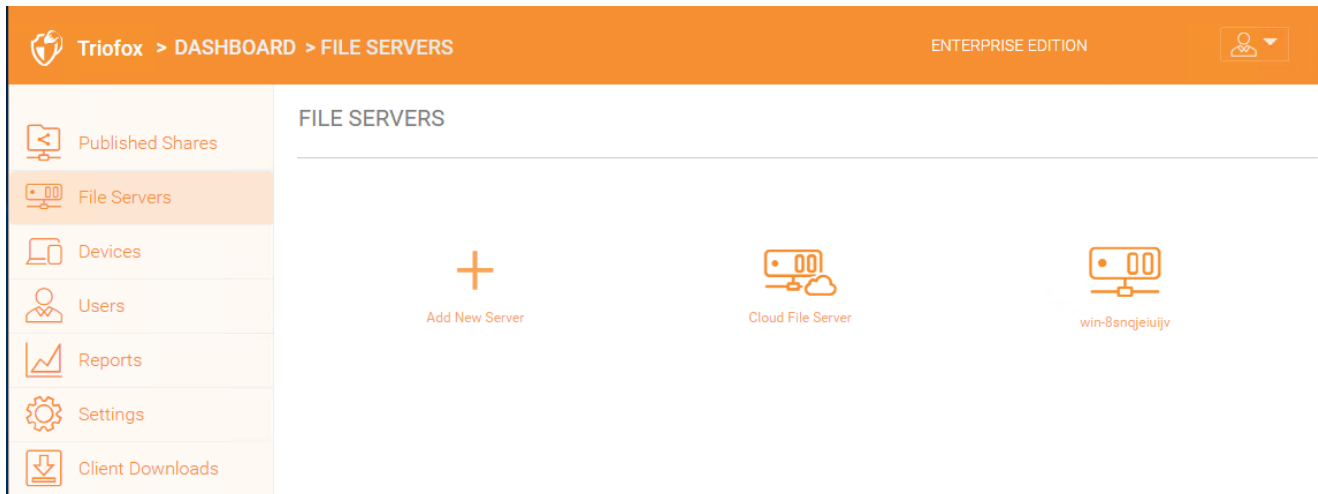 Triofox > DASHBOARD > FILE SERVERS
ENTERPRISE EDITION
Published Shares
File Servers
Devices
Users
Reports
Settings
Client Downloads
FILE SERVERS
Add New Server
Cloud File Server
win-8snqjeiuijv